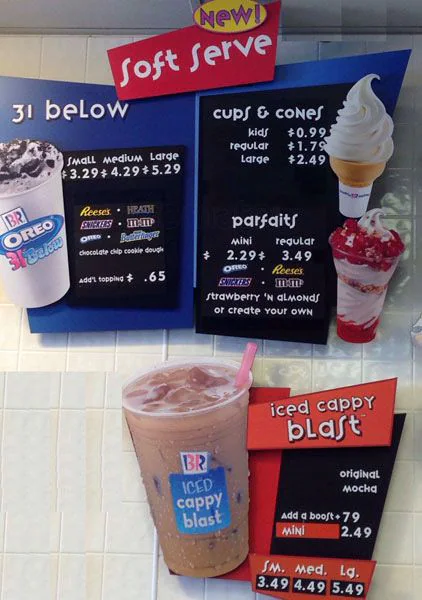 New!
Soft Serve
31 below
Small Medium Large
$3.29 $4.29 $5.29
Reese's • HEATH
SNICKERS • m&m's
OREO • Butterfinger
chocolate chip cookie dough
Add'l topping $ .65
BR
OREO
31° Below
cups & cones
kids $0.99
regular $1.79
Large $2.49
parfaits
mini regular
$ 2.29 $ 3.49
OREO • Reese's
SNICKERS • m&m's
strawberry 'n almonds
or create your own
BR
ICED
cappy
blast
iced cappy
blast™
original
mocha
Add a boost + 79
MINI 2.49
Sm. Med. Lg.
3.49 4.49 5.49